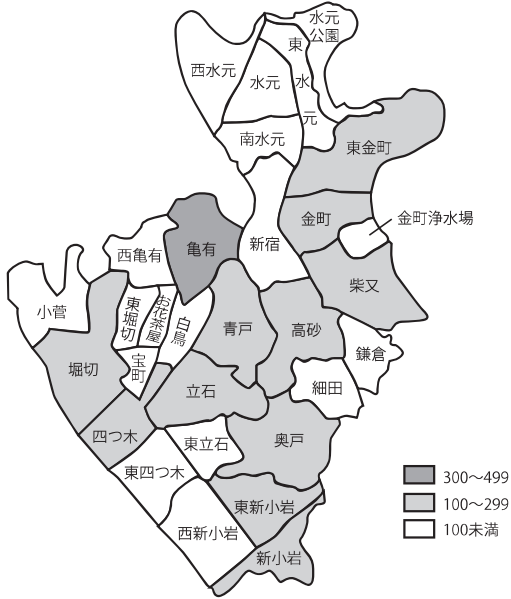 水元
公園
東
水
元
西水元
水元
南水元
東金町
金町
金町浄水場
新宿
亀有
西亀有
柴又
小菅
東堀切
お花茶屋
白鳥
青戸
高砂
鎌倉
宝町
堀切
細田
立石
四つ木
東立石
奥戸
東四つ木
東新小岩
西新小岩
新小岩
300〜499
100〜299
100未満